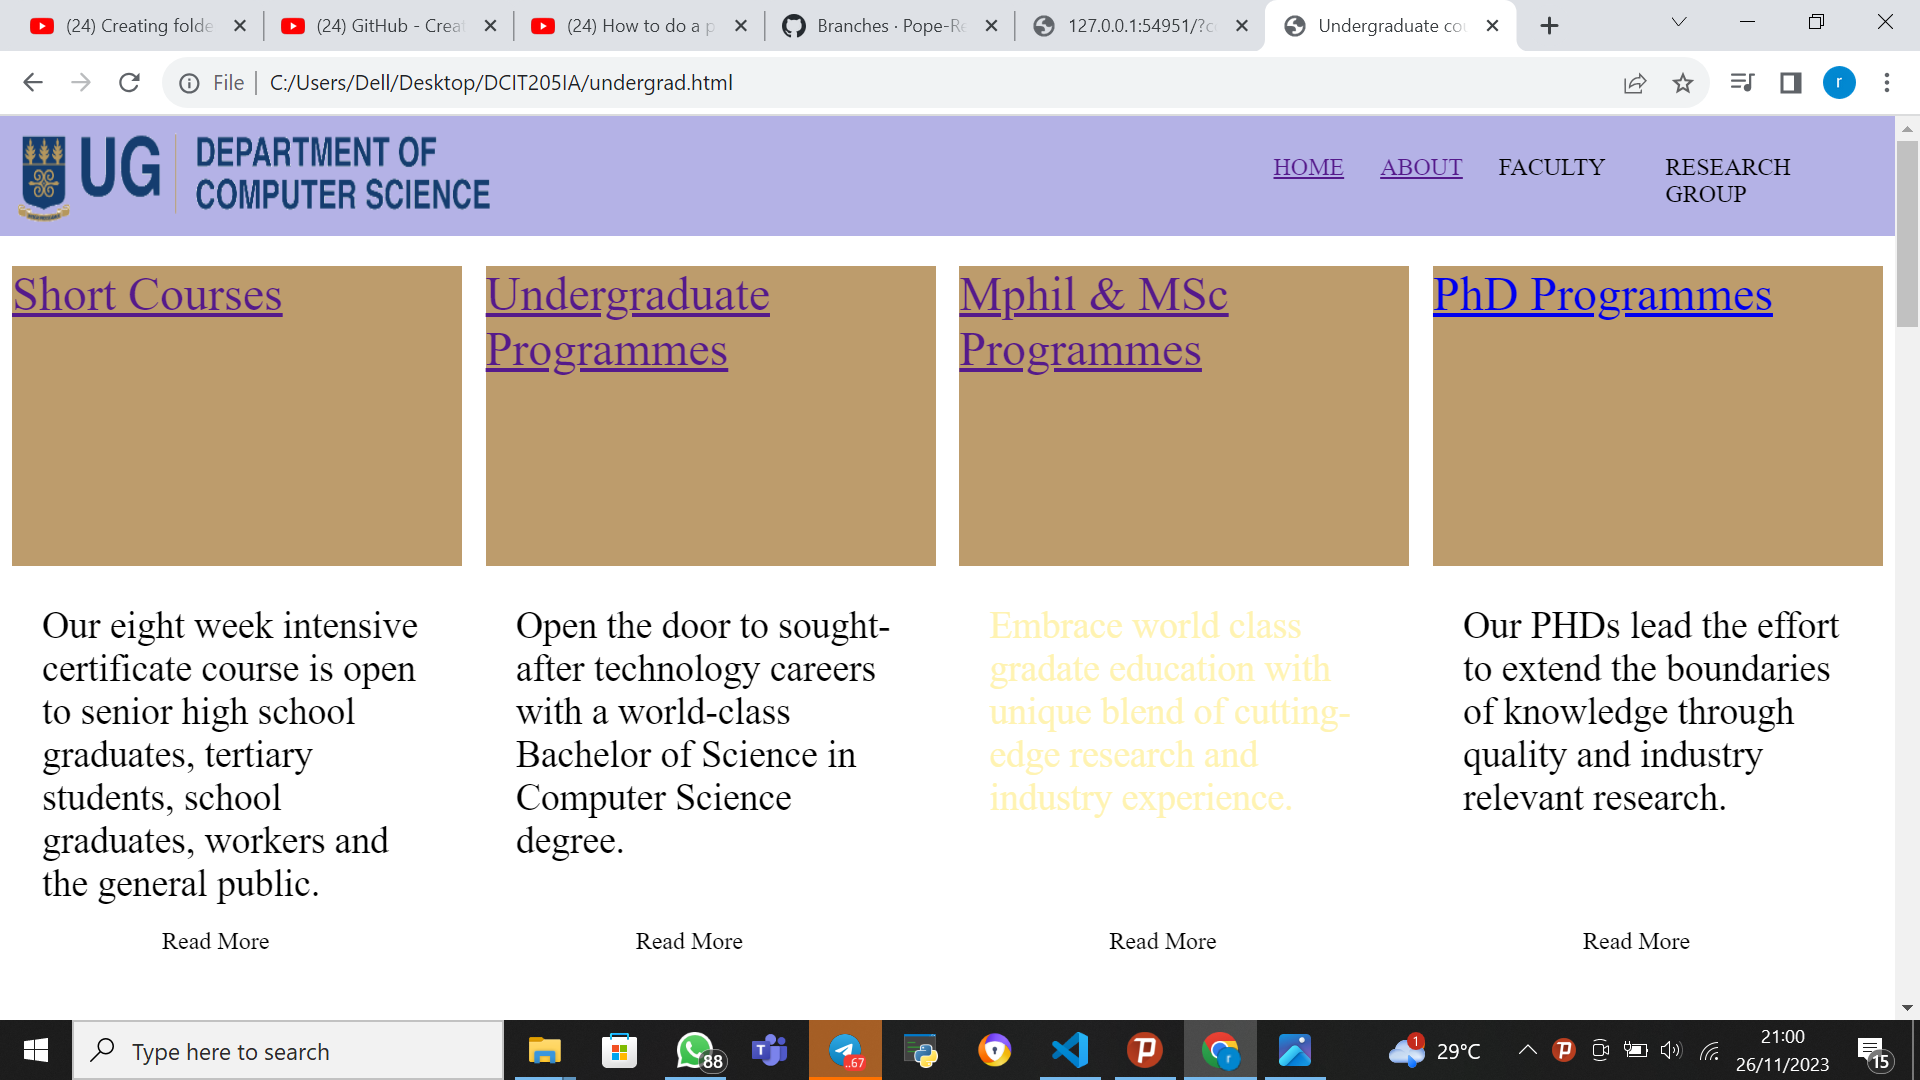 (24) Creating folde
(24) GitHub - Creat
(24) How to do a p
Branches · Pope-Re
127.0.0.1:54951/?c
Undergraduate cou
File
C:/Users/Dell/Desktop/DCIT205IA/undergrad.html
r
UG
DEPARTMENT OF
COMPUTER SCIENCE
HOME
ABOUT
FACULTY
RESEARCH
GROUP
Short Courses
Undergraduate
Programmes
Mphil & MSc
Programmes
PhD Programmes
Our eight week intensive
certificate course is open
to senior high school
graduates, tertiary
students, school
graduates, workers and
the general public.
Read More
Open the door to sought-
after technology careers
with a world-class
Bachelor of Science in
Computer Science
degree.
Read More
Embrace world class
gradate education with
unique blend of cutting-
edge research and
industry experience.
Read More
Our PHDs lead the effort
to extend the boundaries
of knowledge through
quality and industry
relevant research.
Read More
Type here to search
88
..67
r
1
29°C
21:00
26/11/2023
15